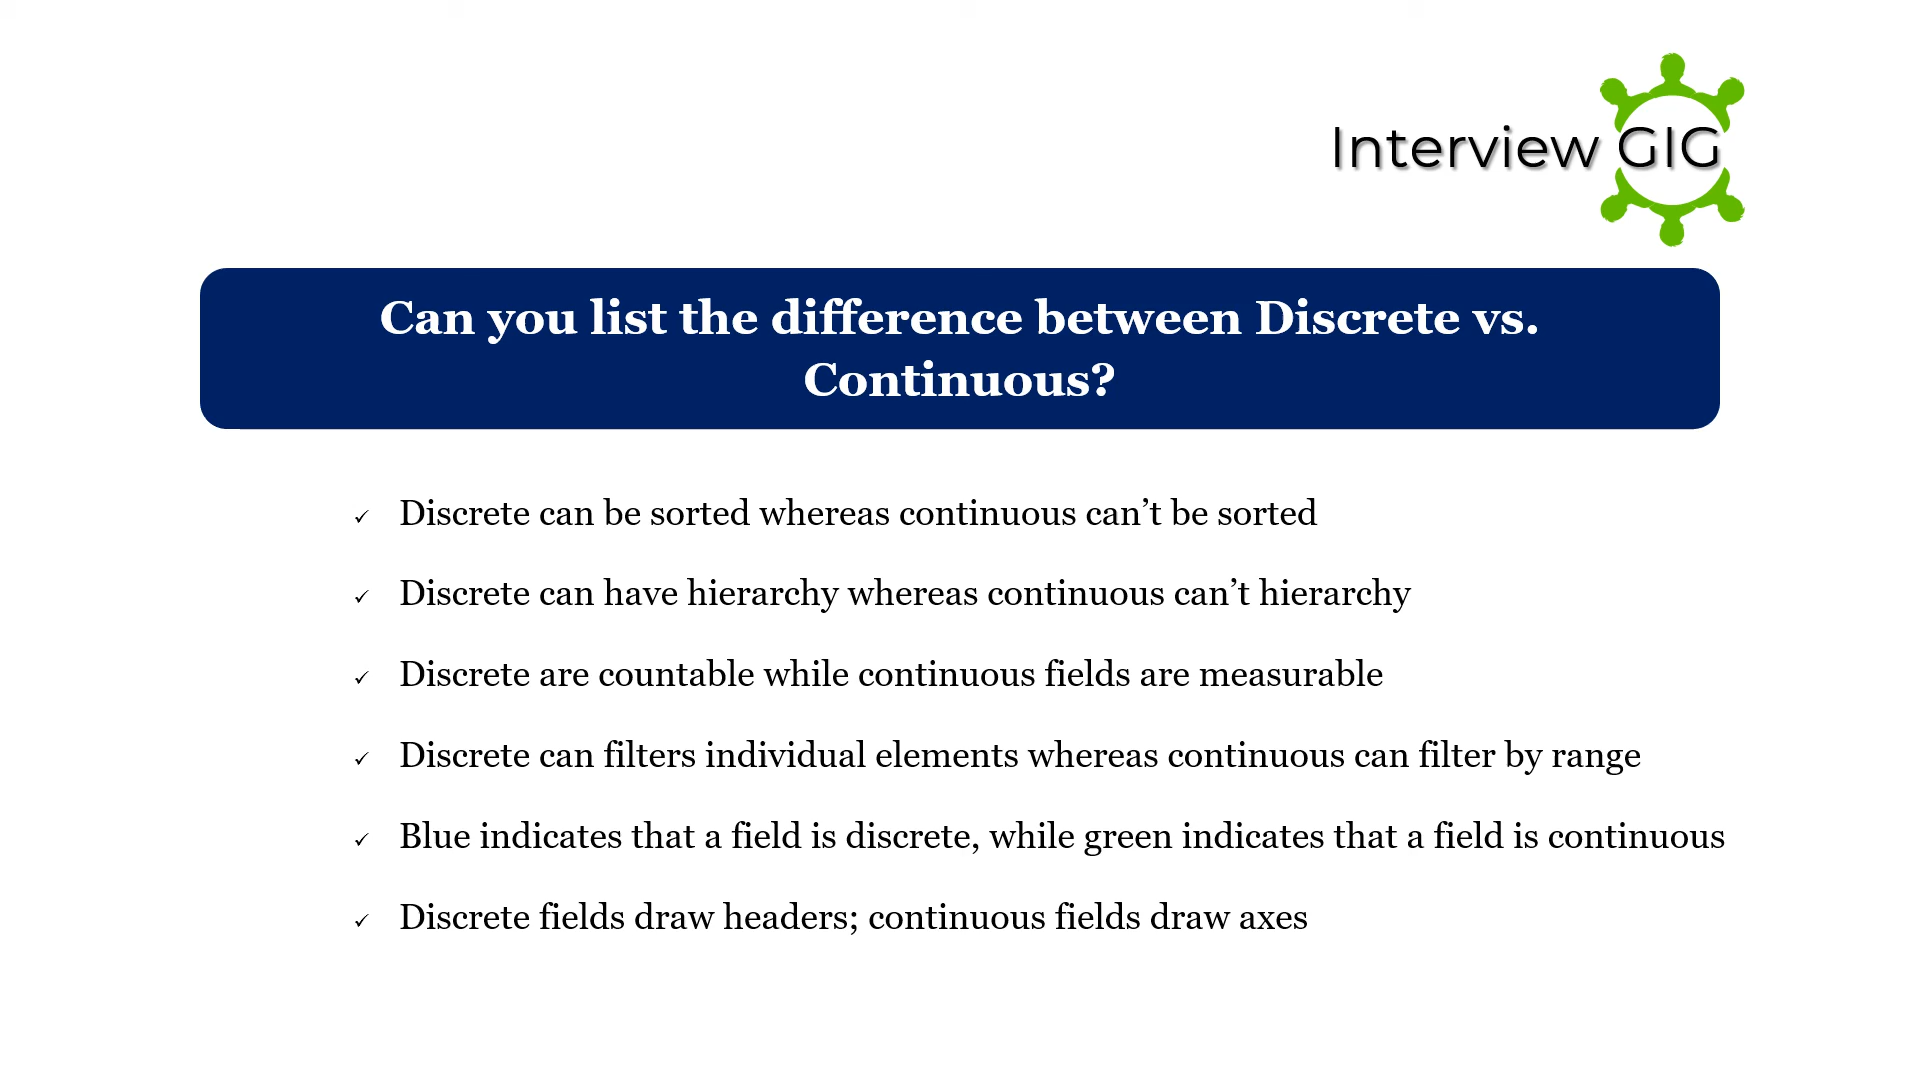 Interview GIG
Can you list the difference between Discrete vs.
Continuous?
✓ Discrete can be sorted whereas continuous can’t be sorted
✓ Discrete can have hierarchy whereas continuous can’t hierarchy
✓ Discrete are countable while continuous fields are measurable
✓ Discrete can filters individual elements whereas continuous can filter by range
✓ Blue indicates that a field is discrete, while green indicates that a field is continuous
✓ Discrete fields draw headers; continuous fields draw axes